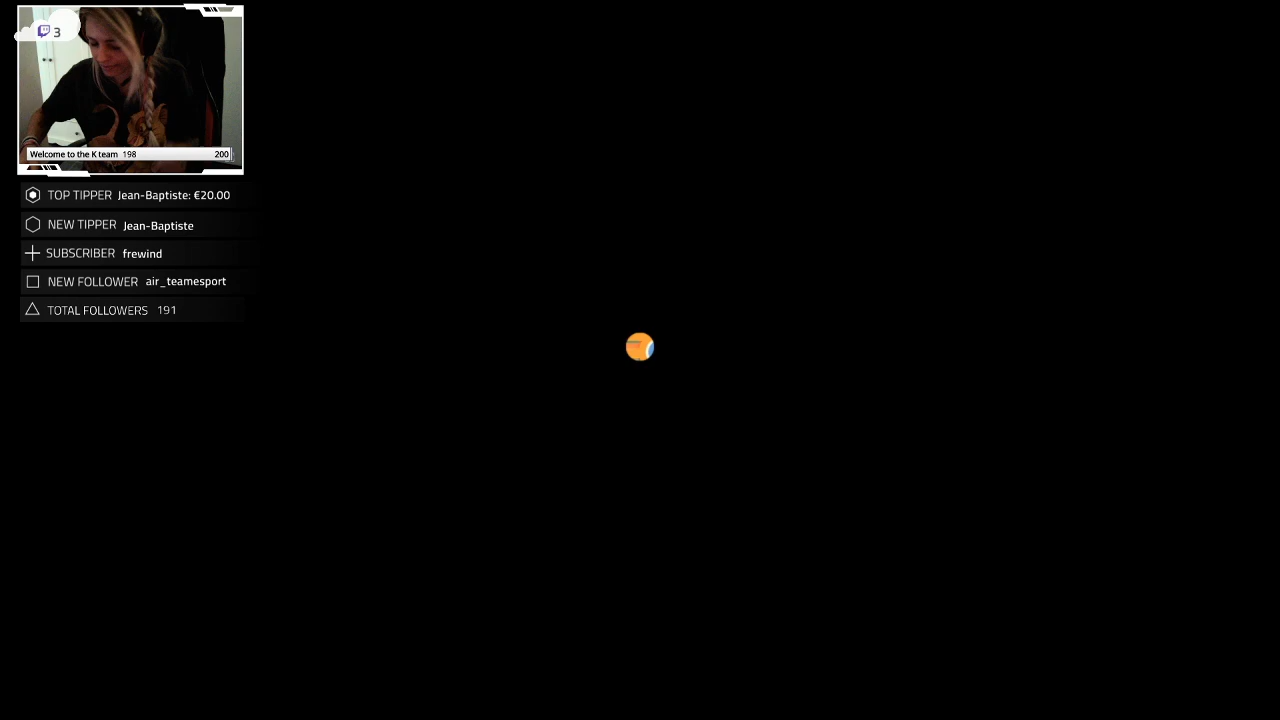 3
Welcome to the K team 198 200
TOP TIPPER Jean-Baptiste: €20.00
NEW TIPPER Jean-Baptiste
SUBSCRIBER frewind
NEW FOLLOWER air_teamesport
TOTAL FOLLOWERS 191